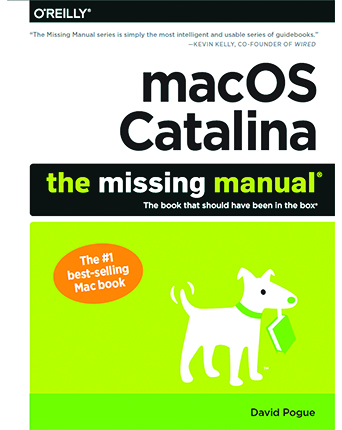 O'REILLY®
“The Missing Manual series is simply the most intelligent and usable series of guidebooks.”
—KEVIN KELLY, CO-FOUNDER OF WIRED
macOS
Catalina
the missing manual®
The book that should have been in the box®
The #1
best-selling
Mac book
David Pogue